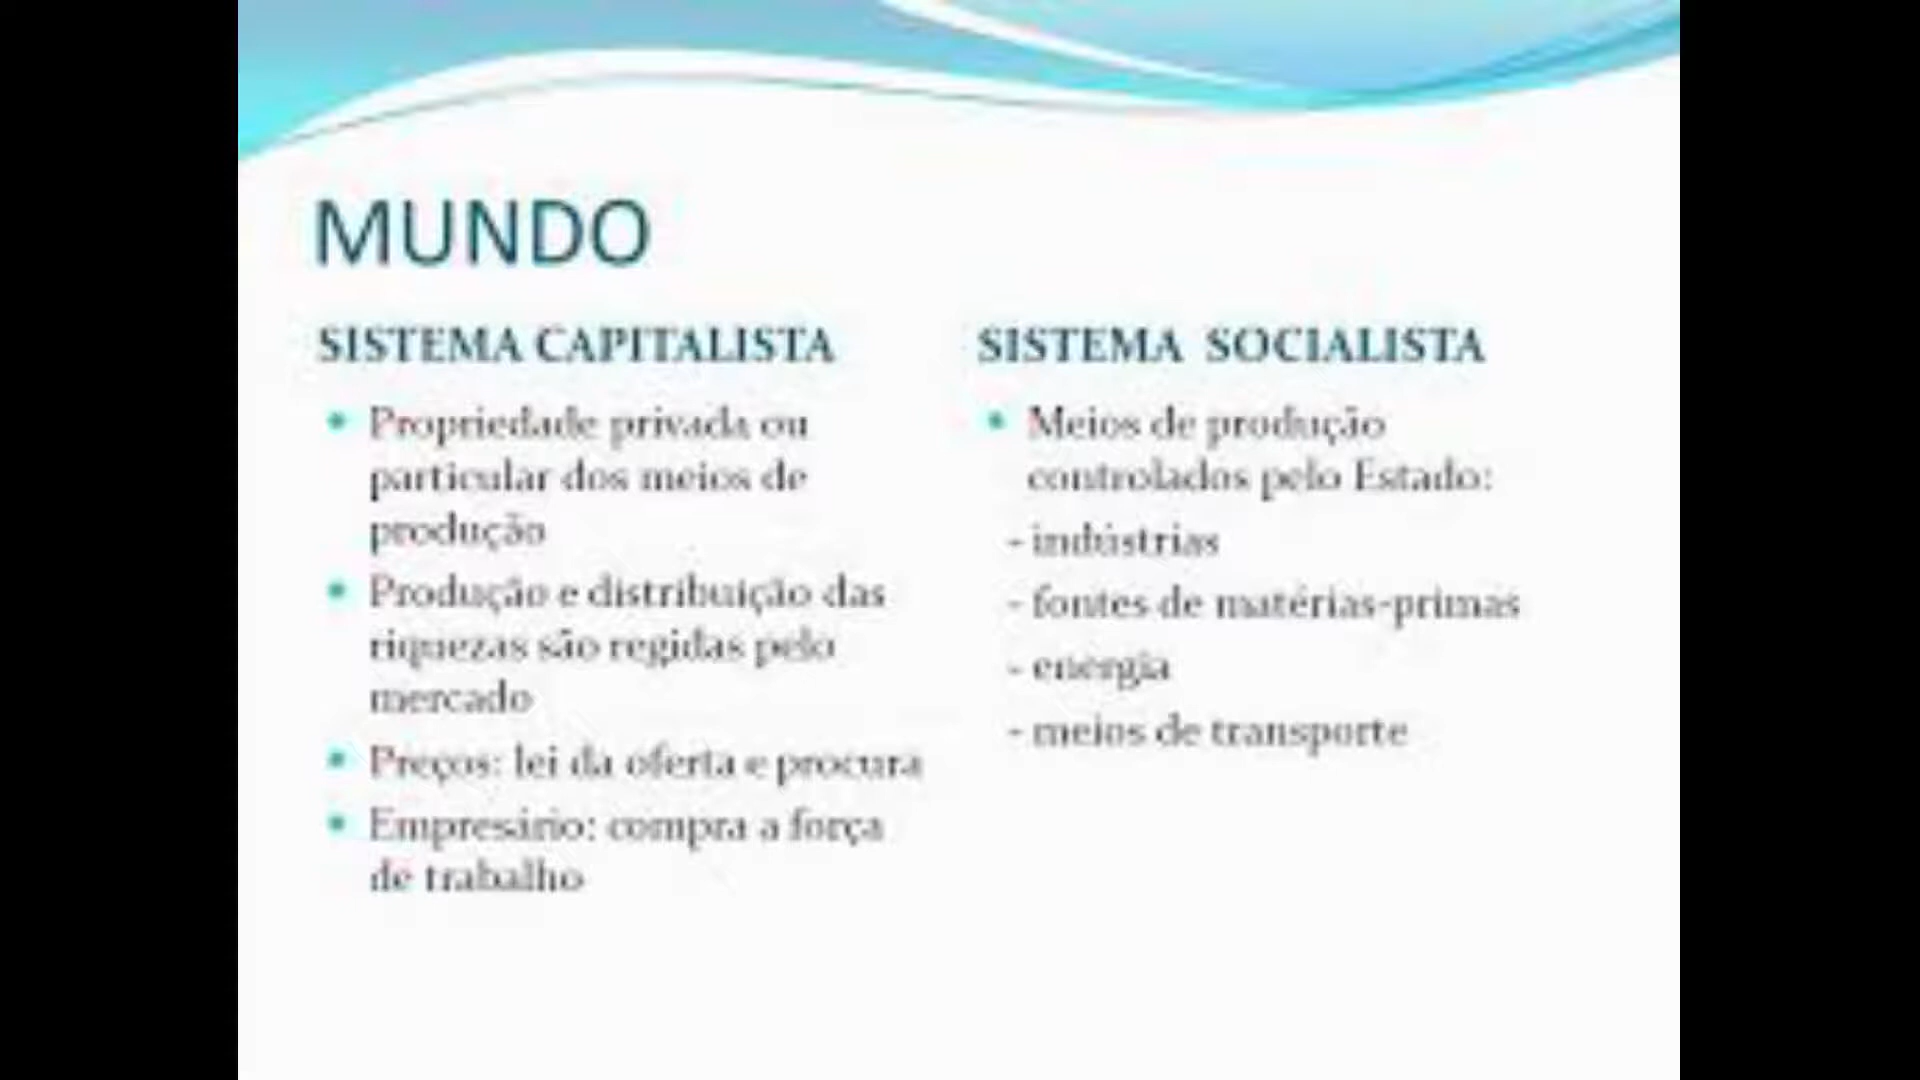 MUNDO
SISTEMA CAPITALISTA
• Propriedade privada ou
particular dos meios de
produção
• Produção e distribuição das
riquezas são regidas pelo
mercado
• Preços: lei da oferta e procura
• Empresário: compra a força
de trabalho
SISTEMA SOCIALISTA
• Meios de produção
controlados pelo Estado:
- indústrias
- fontes de matérias-primas
- energia
- meios de transporte